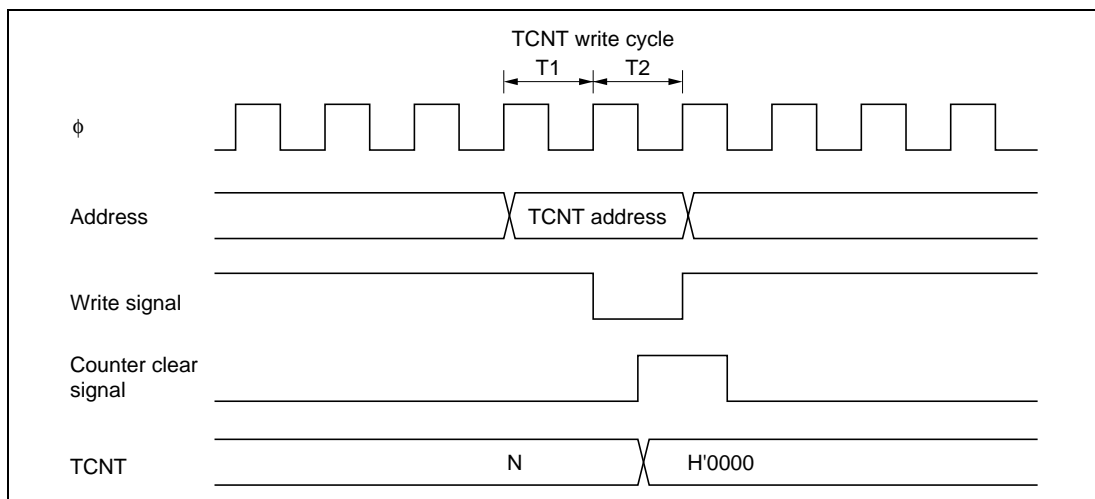 TCNT write cycle
T1 T2
ϕ
Address
TCNT address
Write signal
Counter clear
signal
TCNT
N
H'0000